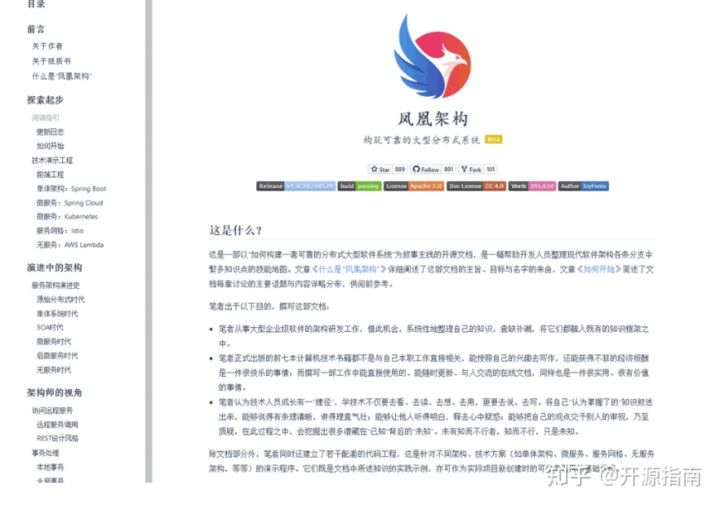 目录
前言
关于作者
关于纸质书
什么是"凤凰架构"
探索起步
阅读指引
更新日志
如何开始
技术演示工程
前端工程
单体架构：Spring Boot
微服务：Spring Cloud
微服务：Kubernetes
服务网格：Istio
无服务：AWS Lambda
演进中的架构
服务架构演进史
原始分布式时代
单体系统时代
SOA时代
微服务时代
后微服务时代
无服务时代
架构师的视角
访问远程服务
远程服务调用
REST设计风格
事务处理
本地事务
全局事务
凤凰架构
构筑可靠的大型分布式系统 Beta
Star 889 Follow 801 Fork 101
Release build passing License Apache 2.0 Doc License CC 4.0 Words Author IcyFenix
这是什么？
这是一部以"如何构建一套可靠的分布式大型软件系统"为叙事主线的开源文档，是一幅帮助开发人员整理现代软件架构各条分支中
繁多知识点的技能地图。文章《什么是"凤凰架构"》详细阐述了这部文档的主旨、目标与名字的来由，文章《如何开始》简述了文
档每章讨论的主要话题与内容详略分布，供阅前参考。
笔者出于以下目的，撰写这部文档：
• 笔者从事大型企业级软件的架构研发工作，借此机会，系统性地整理自己的知识，查缺补漏，将它们都融入既有的知识框架之
中。
• 笔者正式出版的前七本计算机技术书籍都不是与自己本职工作直接相关，能按照自己的兴趣去写作，还能获得不菲的经济报酬
是一件很快乐的事情；而撰写一部工作中能直接使用的、能随时更新、与人交流的在线文档，同样也是一件很实用、很有价值
的事情。
• 笔者认为技术人员成长有一"捷径"，学技术不仅要去看、去读、去想、去用，更要去说、去写。将自己"认为掌握了的"知识叙述
出来，能够说得有条理清晰，讲得理直气壮；能够让他人听得明白，释去心中疑惑；能够把自己的观点交予别人的审视，乃至
质疑，在此过程之中，会挖掘出很多潜藏在"已知"背后的"未知"。未有知而不行者，知而不行，只是未知。
除文档部分外，笔者同时还建立了若干配套的代码工程，这是针对不同架构、技术方案（如单体架构、微服务、服务网格、无服务
架构，等等）的演示程序。它们既是文档中所述知识的实践示例，亦可作为实际项目新创建时的可
知乎 @开源指南